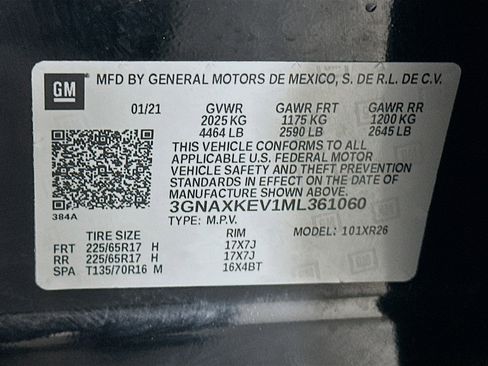 GM MFD BY GENERAL MOTORS DE MEXICO, S. DE R.L. DE C.V.
01/21 GVWR GAWR FRT GAWR RR
2025 KG 1175 KG 1200 KG
4464 LB 2590 LB 2645 LB
THIS VEHICLE CONFORMS TO ALL
APPLICABLE U.S. FEDERAL MOTOR
VEHICLE SAFETY AND THEFT PREVENTION
STANDARDS IN EFFECT ON THE DATE OF
MANUFACTURE SHOWN ABOVE.
384A 3GNAXKEV1ML361060
TYPE: M.P.V. MODEL: 101XR26
TIRE SIZE RIM
FRT 225/65R17 H 17X7J
RR 225/65R17 H 17X7J
SPA T135/70R16 M 16X4BT